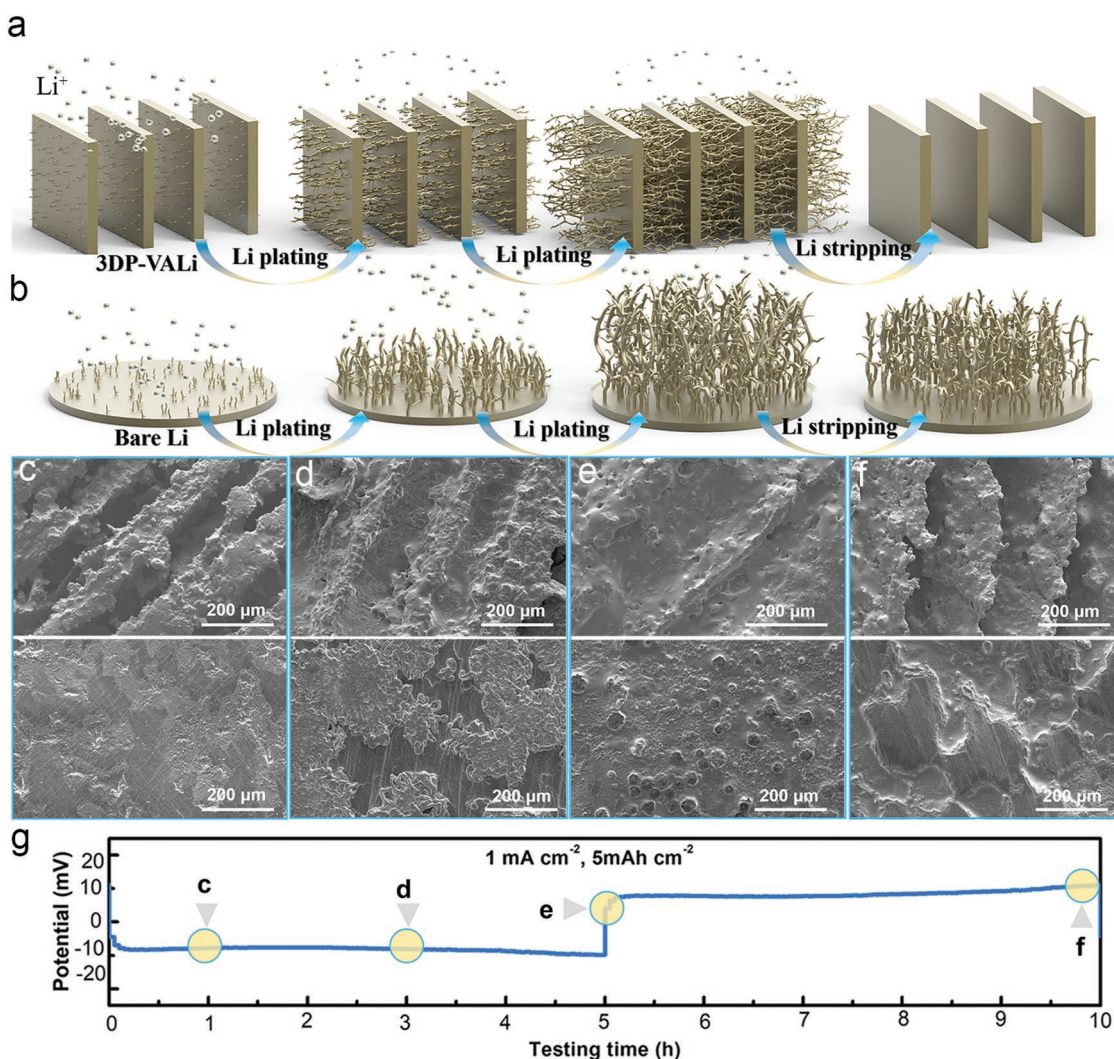 a
Li⁺
3DP-VALi
Li plating
Li plating
Li stripping
b
Bare Li
Li plating
Li plating
Li stripping
c
d
e
f
200 µm
200 µm
200 µm
200 µm
200 µm
200 µm
200 µm
200 µm
g
1 mA cm⁻², 5mAh cm⁻²
Potential (mV)
20
10
0
-10
-20
c
d
e
f
0 1 2 3 4 5 6 7 8 9 10
Testing time (h)